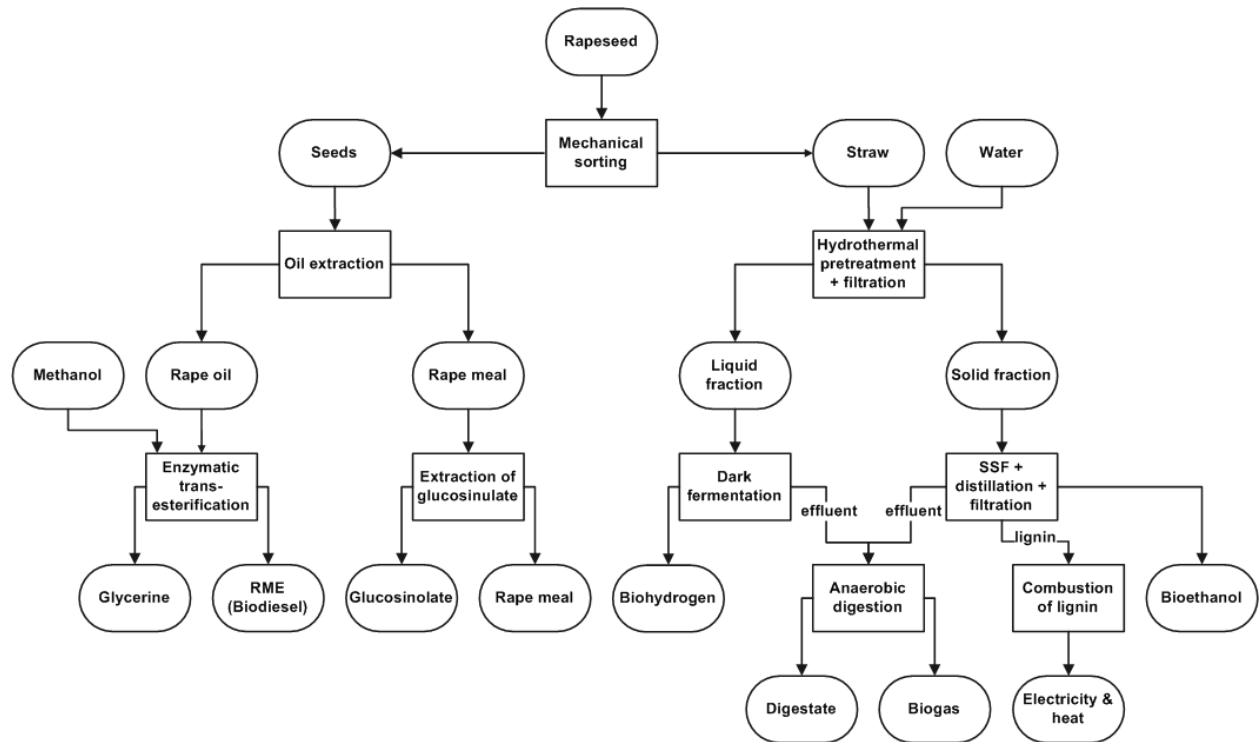 Rapeseed
Seeds
Mechanical
sorting
Straw
Water
Oil extraction
Hydrothermal
pretreatment
+ filtration
Methanol
Rape oil
Rape meal
Liquid
fraction
Solid fraction
Enzymatic
trans-
esterification
Extraction of
glucosinulate
Dark
fermentation
SSF +
distillation +
filtration
effluent
effluent
lignin
Glycerine
RME
(Biodiesel)
Glucosinolate
Rape meal
Biohydrogen
Anaerobic
digestion
Combustion
of lignin
Bioethanol
Digestate
Biogas
Electricity &
heat